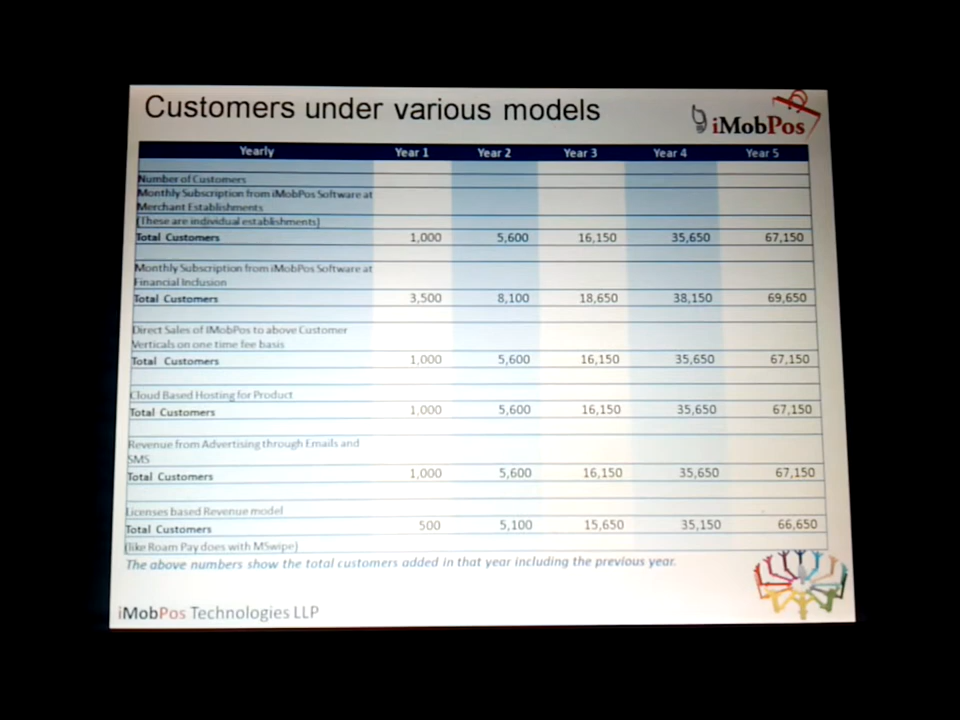 Customers under various models
iMobPos
Yearly Year 1 Year 2 Year 3 Year 4 Year 5
Number of Customers
Monthly Subscription from iMobPos Software at
Merchant Establishments
(These are individual establishments)
Total Customers 1,000 5,600 16,150 35,650 67,150
Monthly Subscription from iMobPos Software at
Financial Inclusion
Total Customers 3,500 8,100 18,650 38,150 69,650
Direct Sales of IMobPos to above Customer
Verticals on one time fee basis
Total Customers 1,000 5,600 16,150 35,650 67,150
Cloud Based Hosting for Product
Total Customers 1,000 5,600 16,150 35,650 67,150
Revenue from Advertising through Emails and
SMS
Total Customers 1,000 5,600 16,150 35,650 67,150
Licenses based Revenue model
Total Customers 500 5,100 15,650 35,150 66,650
(like Roam Pay does with MSwipe)
The above numbers show the total customers added in that year including the previous year.
iMobPos Technologies LLP